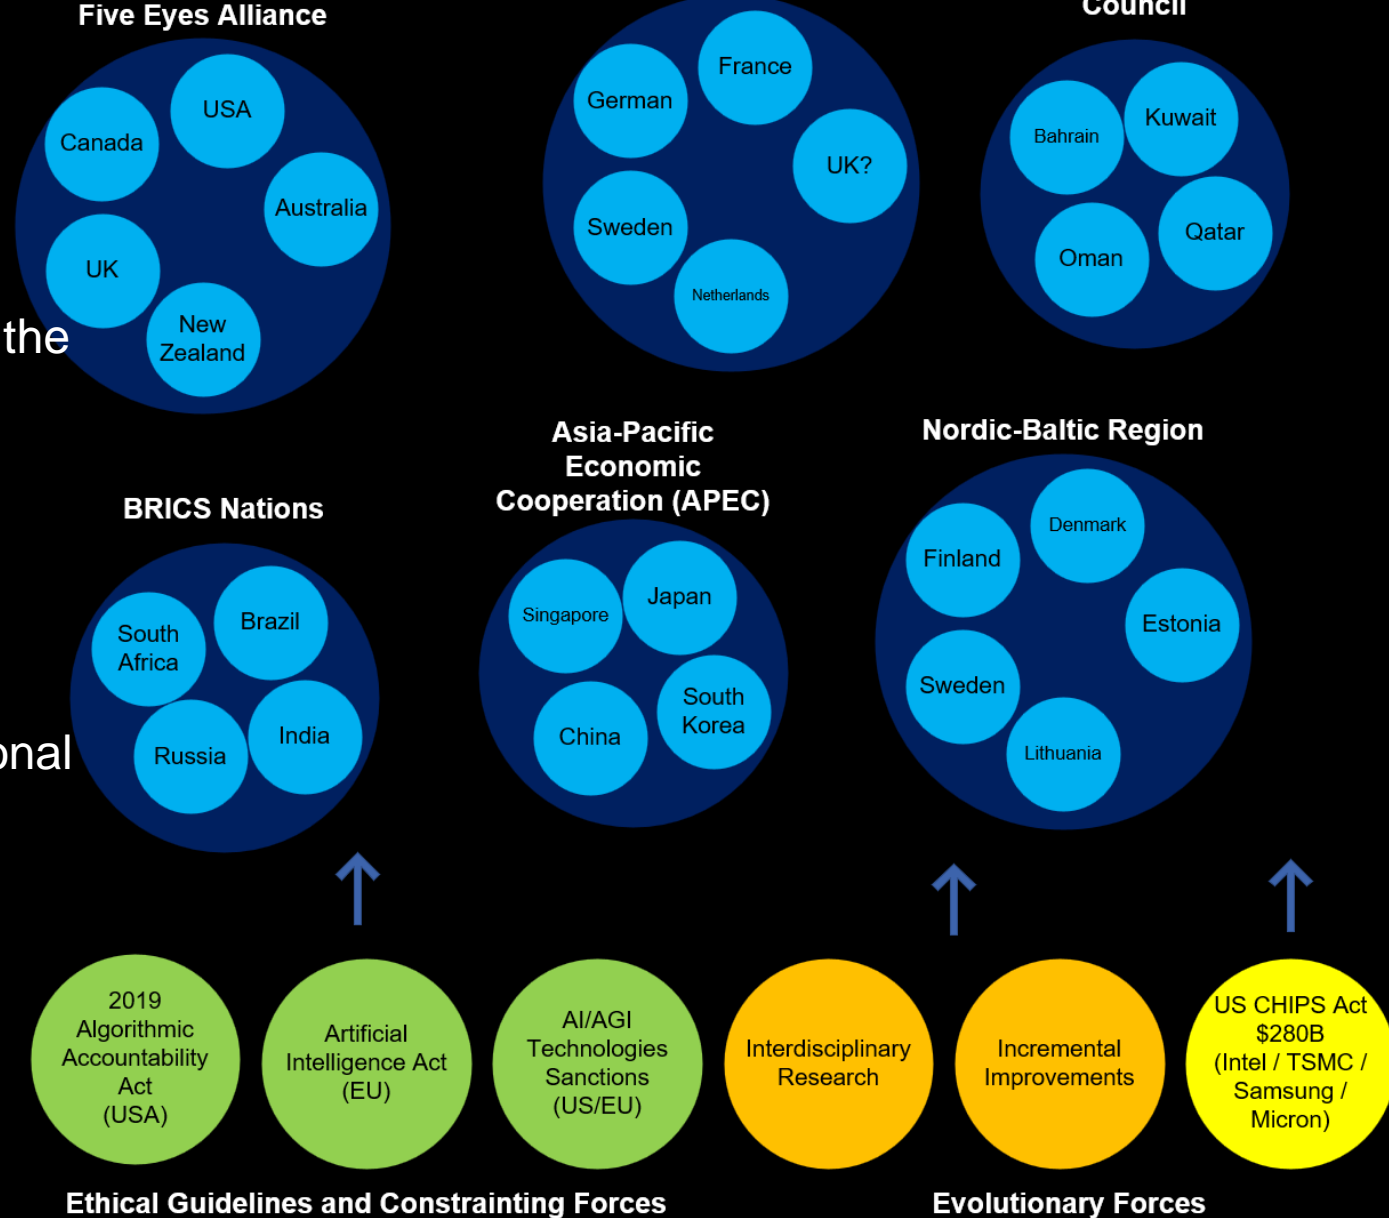 Five Eyes Alliance
Canada
USA
Australia
UK
New
Zealand
German
France
UK?
Sweden
Netherlands
Council
Bahrain
Kuwait
Qatar
Oman
the
BRICS Nations
South
Africa
Brazil
India
Russia
Asia-Pacific
Economic
Cooperation (APEC)
Singapore
Japan
South
Korea
China
Nordic-Baltic Region
Finland
Denmark
Estonia
Sweden
Lithuania
onal
2019
Algorithmic
Accountability
Act
(USA)
Artificial
Intelligence Act
(EU)
AI/AGI
Technologies
Sanctions
(US/EU)
Interdisciplinary
Research
Incremental
Improvements
US CHIPS Act
$280B
(Intel / TSMC /
Samsung /
Micron)
Ethical Guidelines and Constrainting Forces
Evolutionary Forces